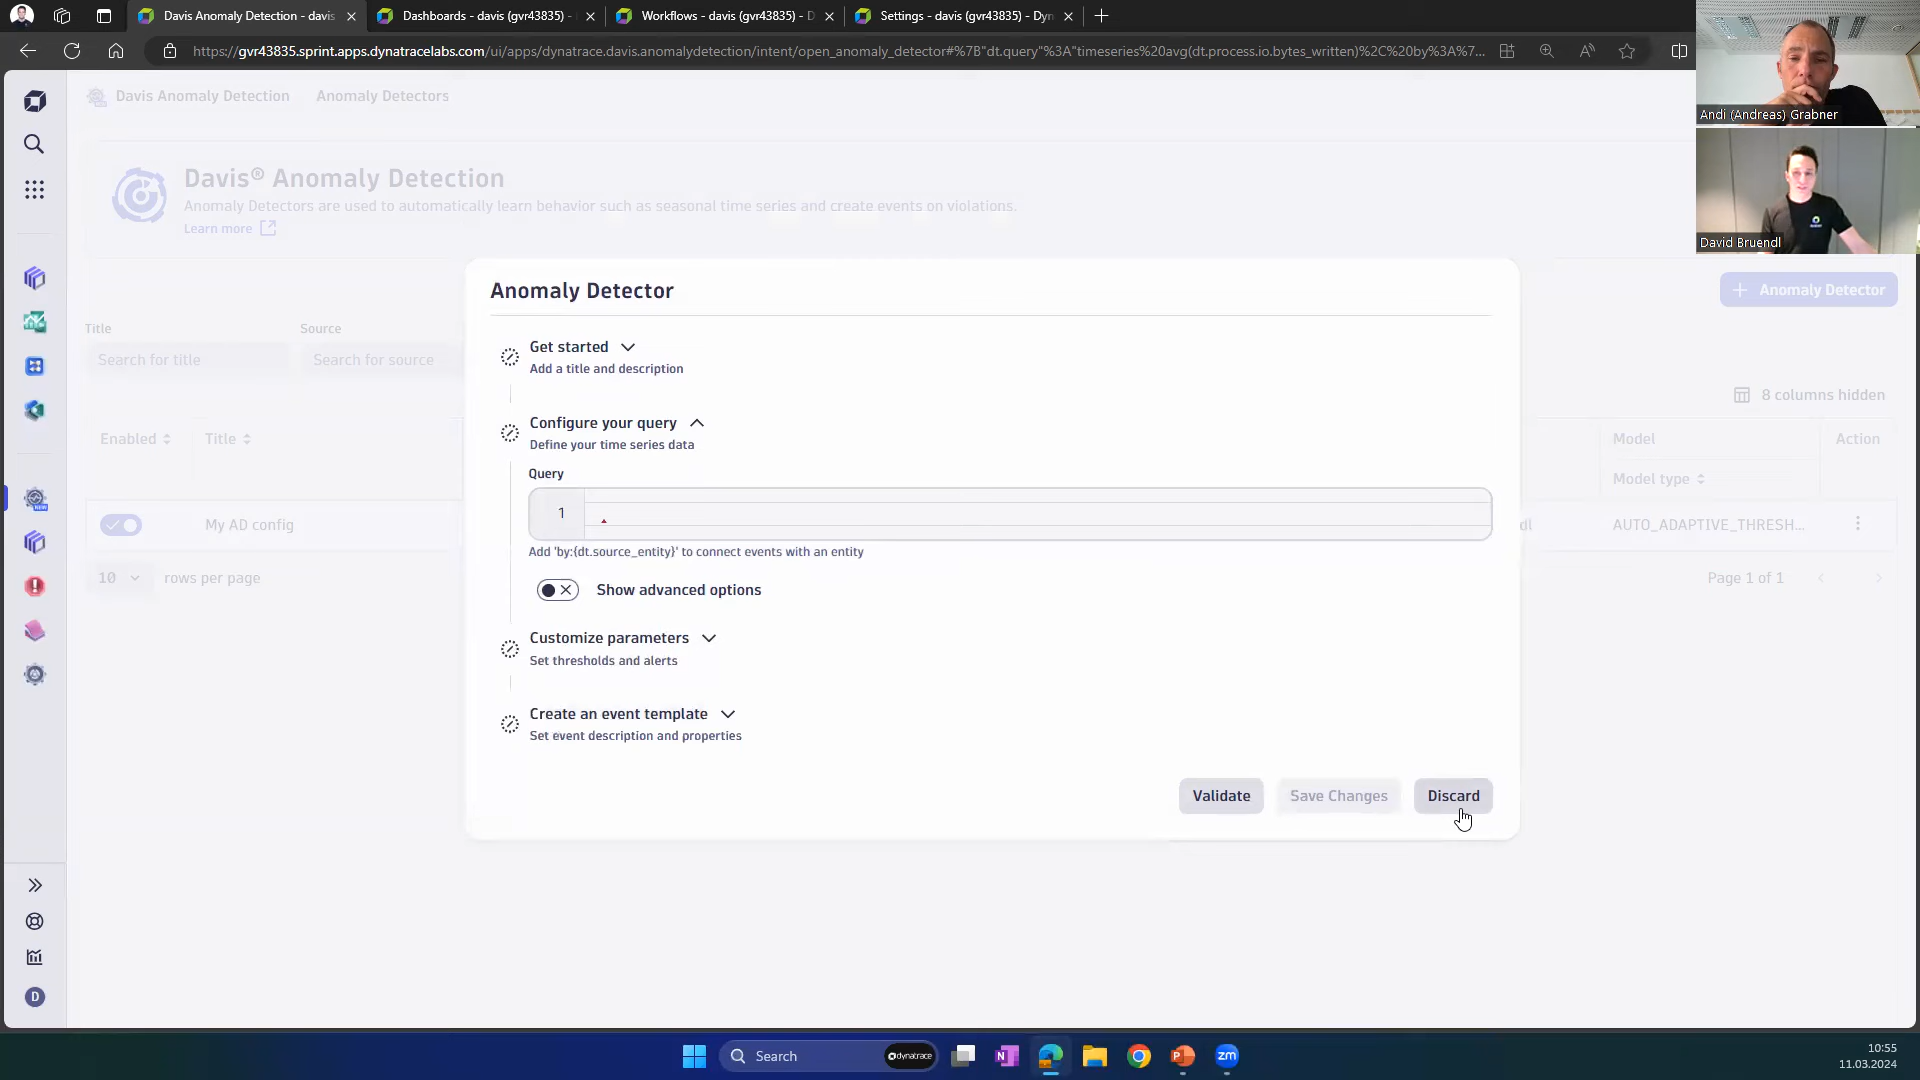 Davis Anomaly Detection - davis
Dashboards - davis (gvr43835) -
Workflows - davis (gvr43835) - D
Settings - davis (gvr43835) - Dyn
https://gvr43835.sprint.apps.dynatracelabs.com/ui/apps/dynatrace.davis.anomalydetection/intent/open_anomaly_detector#%7B"dt.query"%3A"timeseries%20avg(dt.process.io.bytes_written)%2C%20by%3A%7...
Andi (Andreas) Grabner
David Bruendl
Davis Anomaly Detection
Anomaly Detectors
Davis® Anomaly Detection
Anomaly Detectors are used to automatically learn behavior such as seasonal time series and create events on violations.
Learn more
Anomaly Detector
Title
Source
Search for title
Search for source
8 columns hidden
Enabled
Title
Model
Action
Model type
My AD config
dl
AUTO_ADAPTIVE_THRESH...
10
rows per page
Page 1 of 1
NEW
Anomaly Detector
Get started
Add a title and description
Configure your query
Define your time series data
Query
1
Add 'by:{dt.source_entity}' to connect events with an entity
Show advanced options
Customize parameters
Set thresholds and alerts
Create an event template
Set event description and properties
Validate
Save Changes
Discard
D
Search
dynatrace
N
P
zm
10:55
11.03.2024